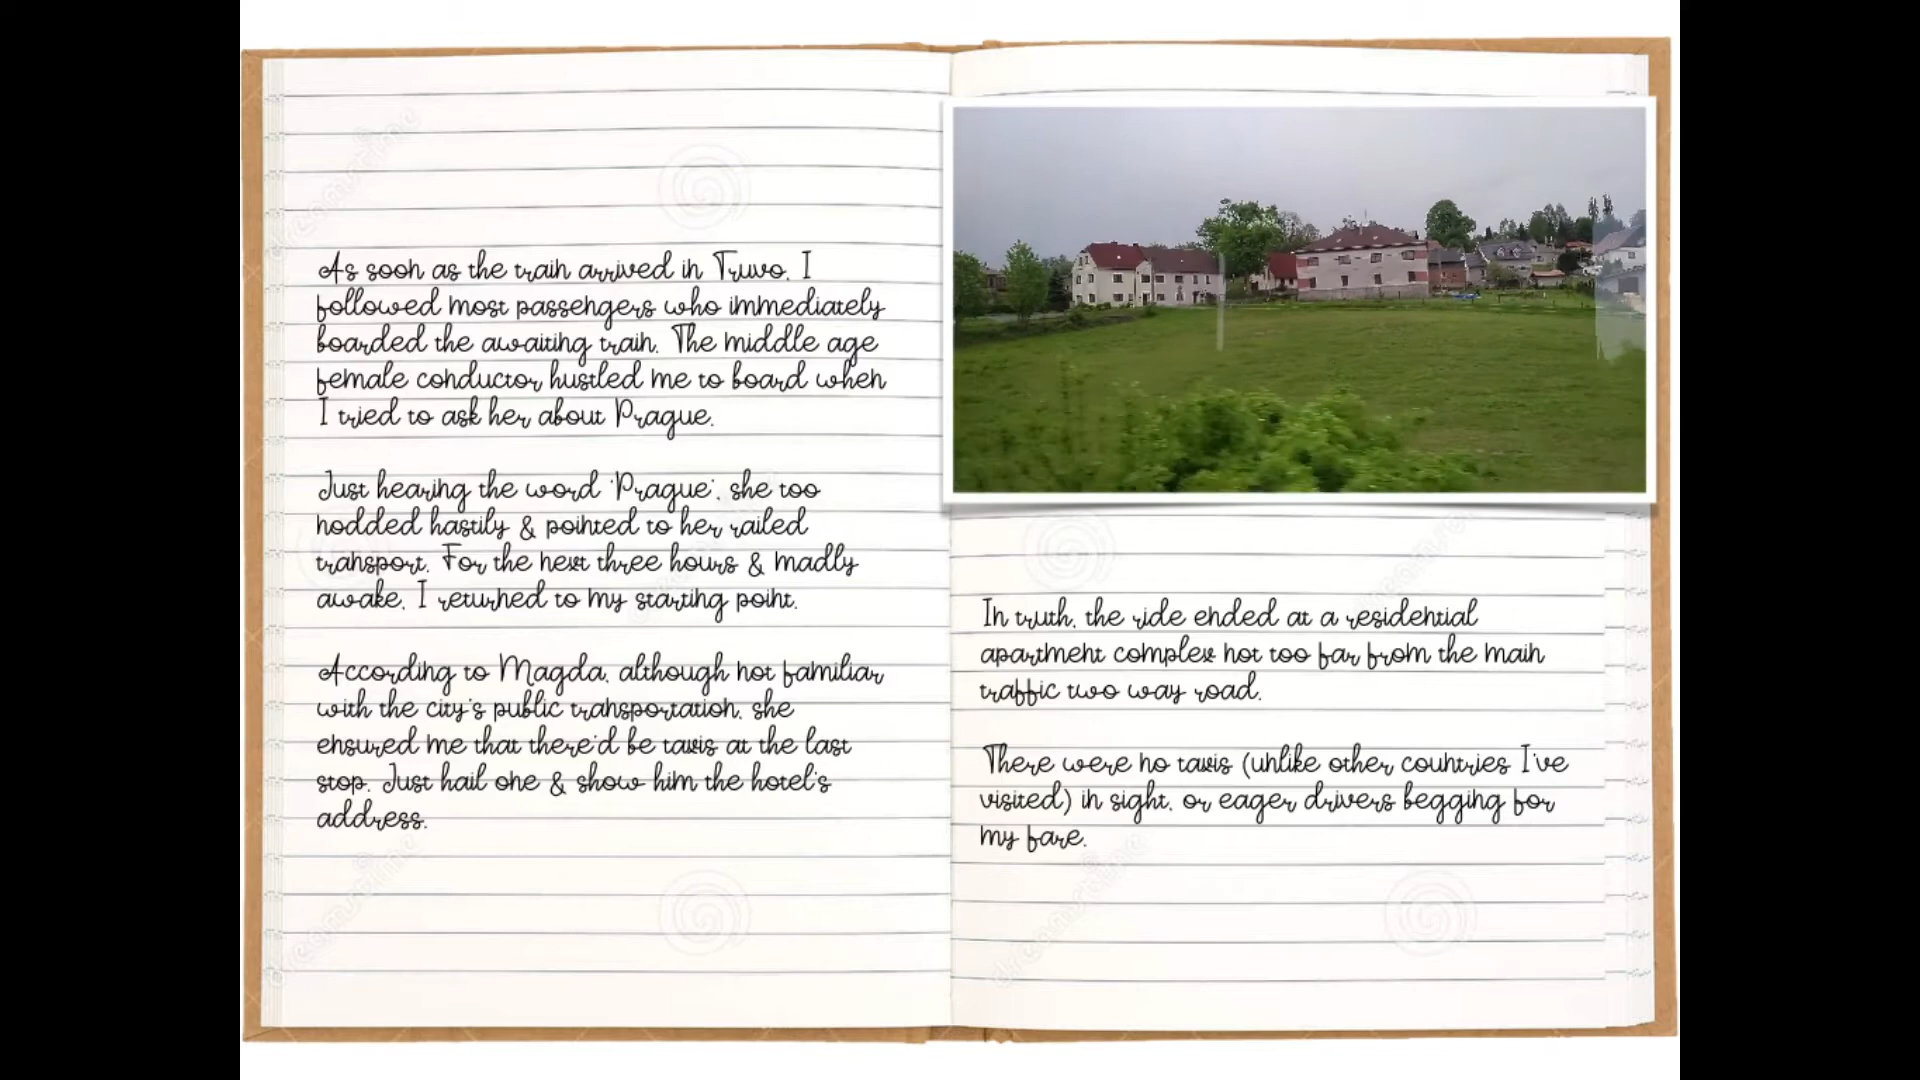 As soon as the train arrived in Truvo, I
followed most passengers who immediately
boarded the awaiting train. The middle age
female conductor hustled me to board when
I tried to ask her about Prague.
Just hearing the word 'Prague', she too
nodded hastily & pointed to her railed
transport. For the next three hours & madly
awake, I returned to my starting point.
According to Magda, although not familiar
with the city's public transportation, she
ensured me that there'd be taxis at the last
stop. Just hail one & show him the hotel's
address.
In truth, the ride ended at a residential
apartment complex not too far from the main
traffic two way road.
There were no taxis (unlike other countries I've
visited) in sight, or eager drivers begging for
my fare.
dreamstime
dreamstime
dreamstime